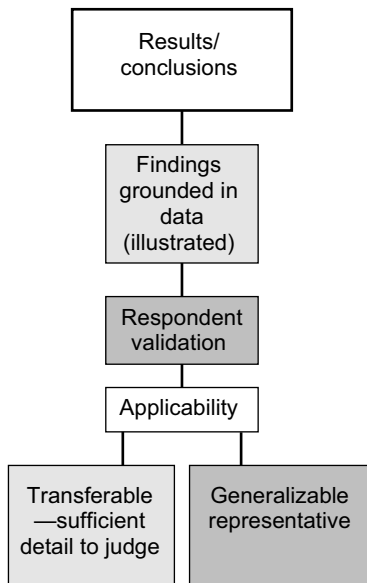 Results/
conclusions
Findings
grounded in
data
(illustrated)
Respondent
validation
Applicability
Transferable
—sufficient
detail to judge
Generalizable
representative